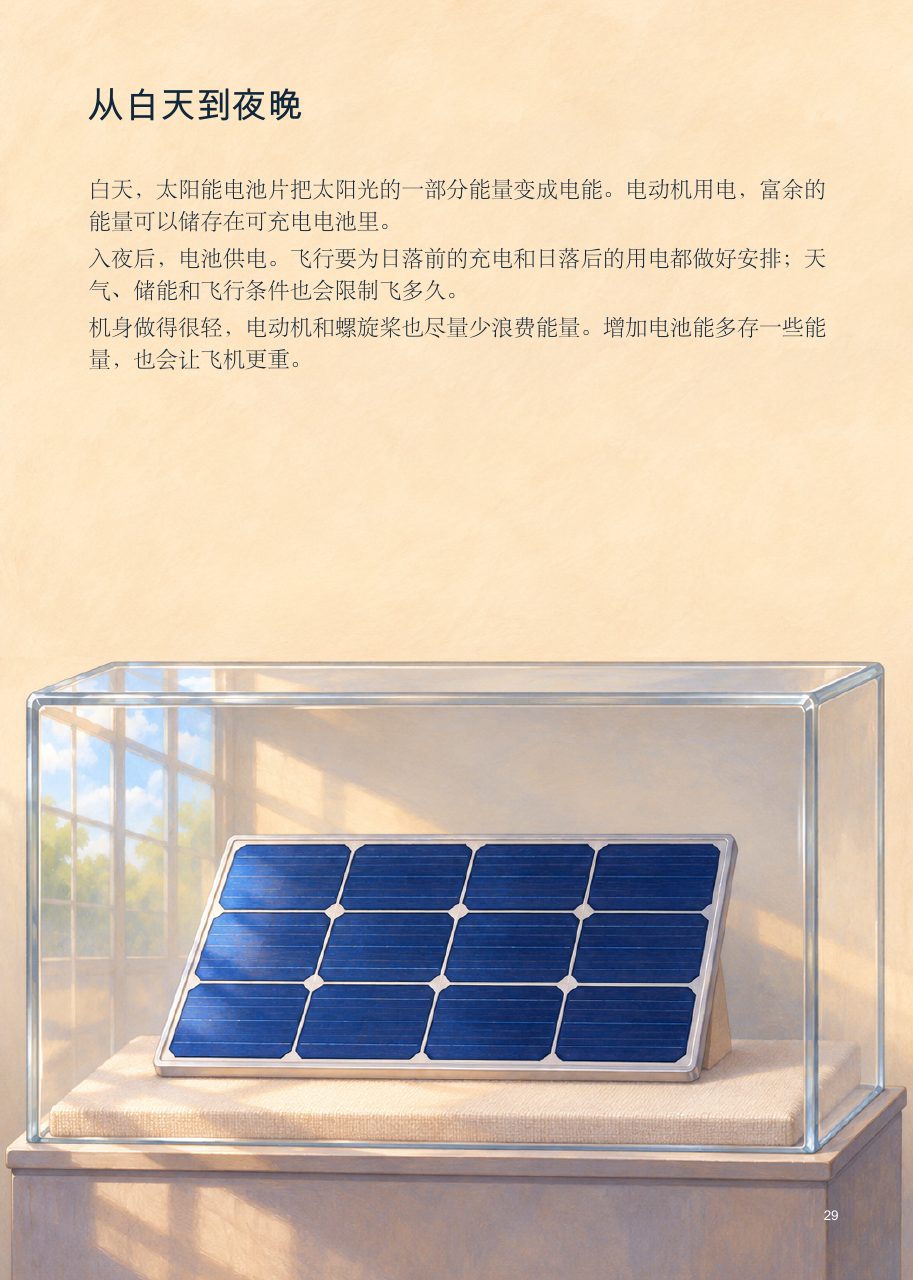 从白天到夜晚
白天，太阳能电池片把太阳光的一部分能量变成电能。电动机用电，富余的
能量可以储存在可充电电池里。
入夜后，电池供电。飞行要为日落前的充电和日落后的用电都做好安排；天
气、储能和飞行条件也会限制飞多久。
机身做得很轻，电动机和螺旋桨也尽量少浪费能量。增加电池能多存一些能
量，也会让飞机更重。
29